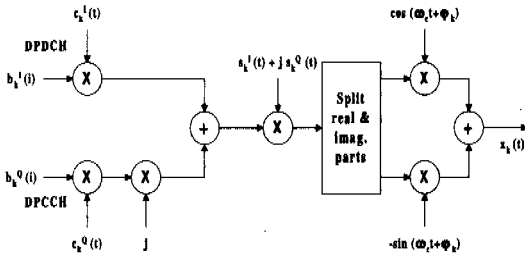 c_k^I(t)
cos (ω_c t+φ_k)
DPDCH
b_k^I(i)
X
s_k^I(t) + j s_k^Q(t)
X
+
X
Split
real &
imag.
parts
+
x_k(t)
b_k^Q(i)
X
X
X
DPCCH
c_k^Q(t)
j
-sin (ω_c t+φ_k)